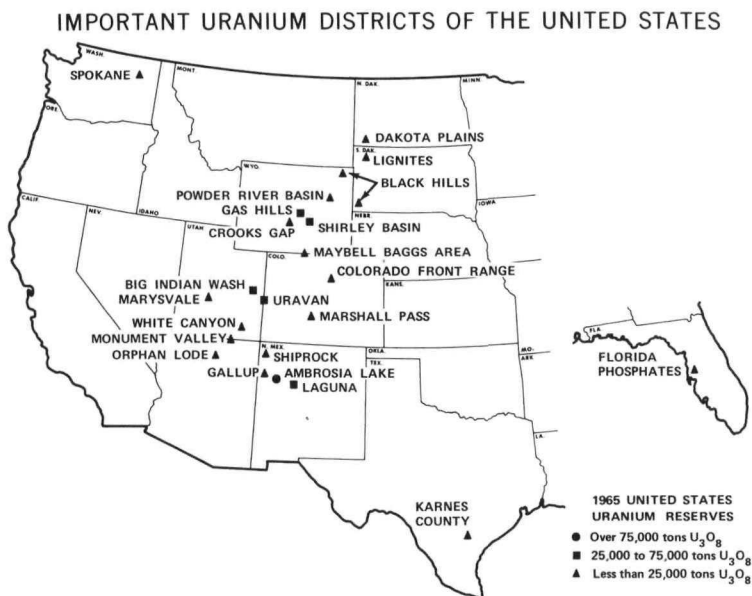 IMPORTANT URANIUM DISTRICTS OF THE UNITED STATES
WASH.
SPOKANE
MONT.
N. DAK.
MINN.
ORE.
DAKOTA PLAINS
S. DAK.
LIGNITES
WYO.
BLACK HILLS
POWDER RIVER BASIN
GAS HILLS
CALIF.
NEV.
IDAHO
UTAH
NEBR.
IOWA
CROOKS GAP
SHIRLEY BASIN
COLO.
MAYBELL BAGGS AREA
COLORADO FRONT RANGE
KANS.
BIG INDIAN WASH
MARYSVALE
URAVAN
MARSHALL PASS
WHITE CANYON
MONUMENT VALLEY
ORPHAN LODE
N. MEX.
SHIPROCK
OKLA.
TEX.
MO.
ARK.
GALLUP
AMBROSIA LAKE
LAGUNA
LA.
FLA.
FLORIDA
PHOSPHATES
KARNES
COUNTY
1965 UNITED STATES
URANIUM RESERVES
Over 75,000 tons U3O8
25,000 to 75,000 tons U3O8
Less than 25,000 tons U3O8